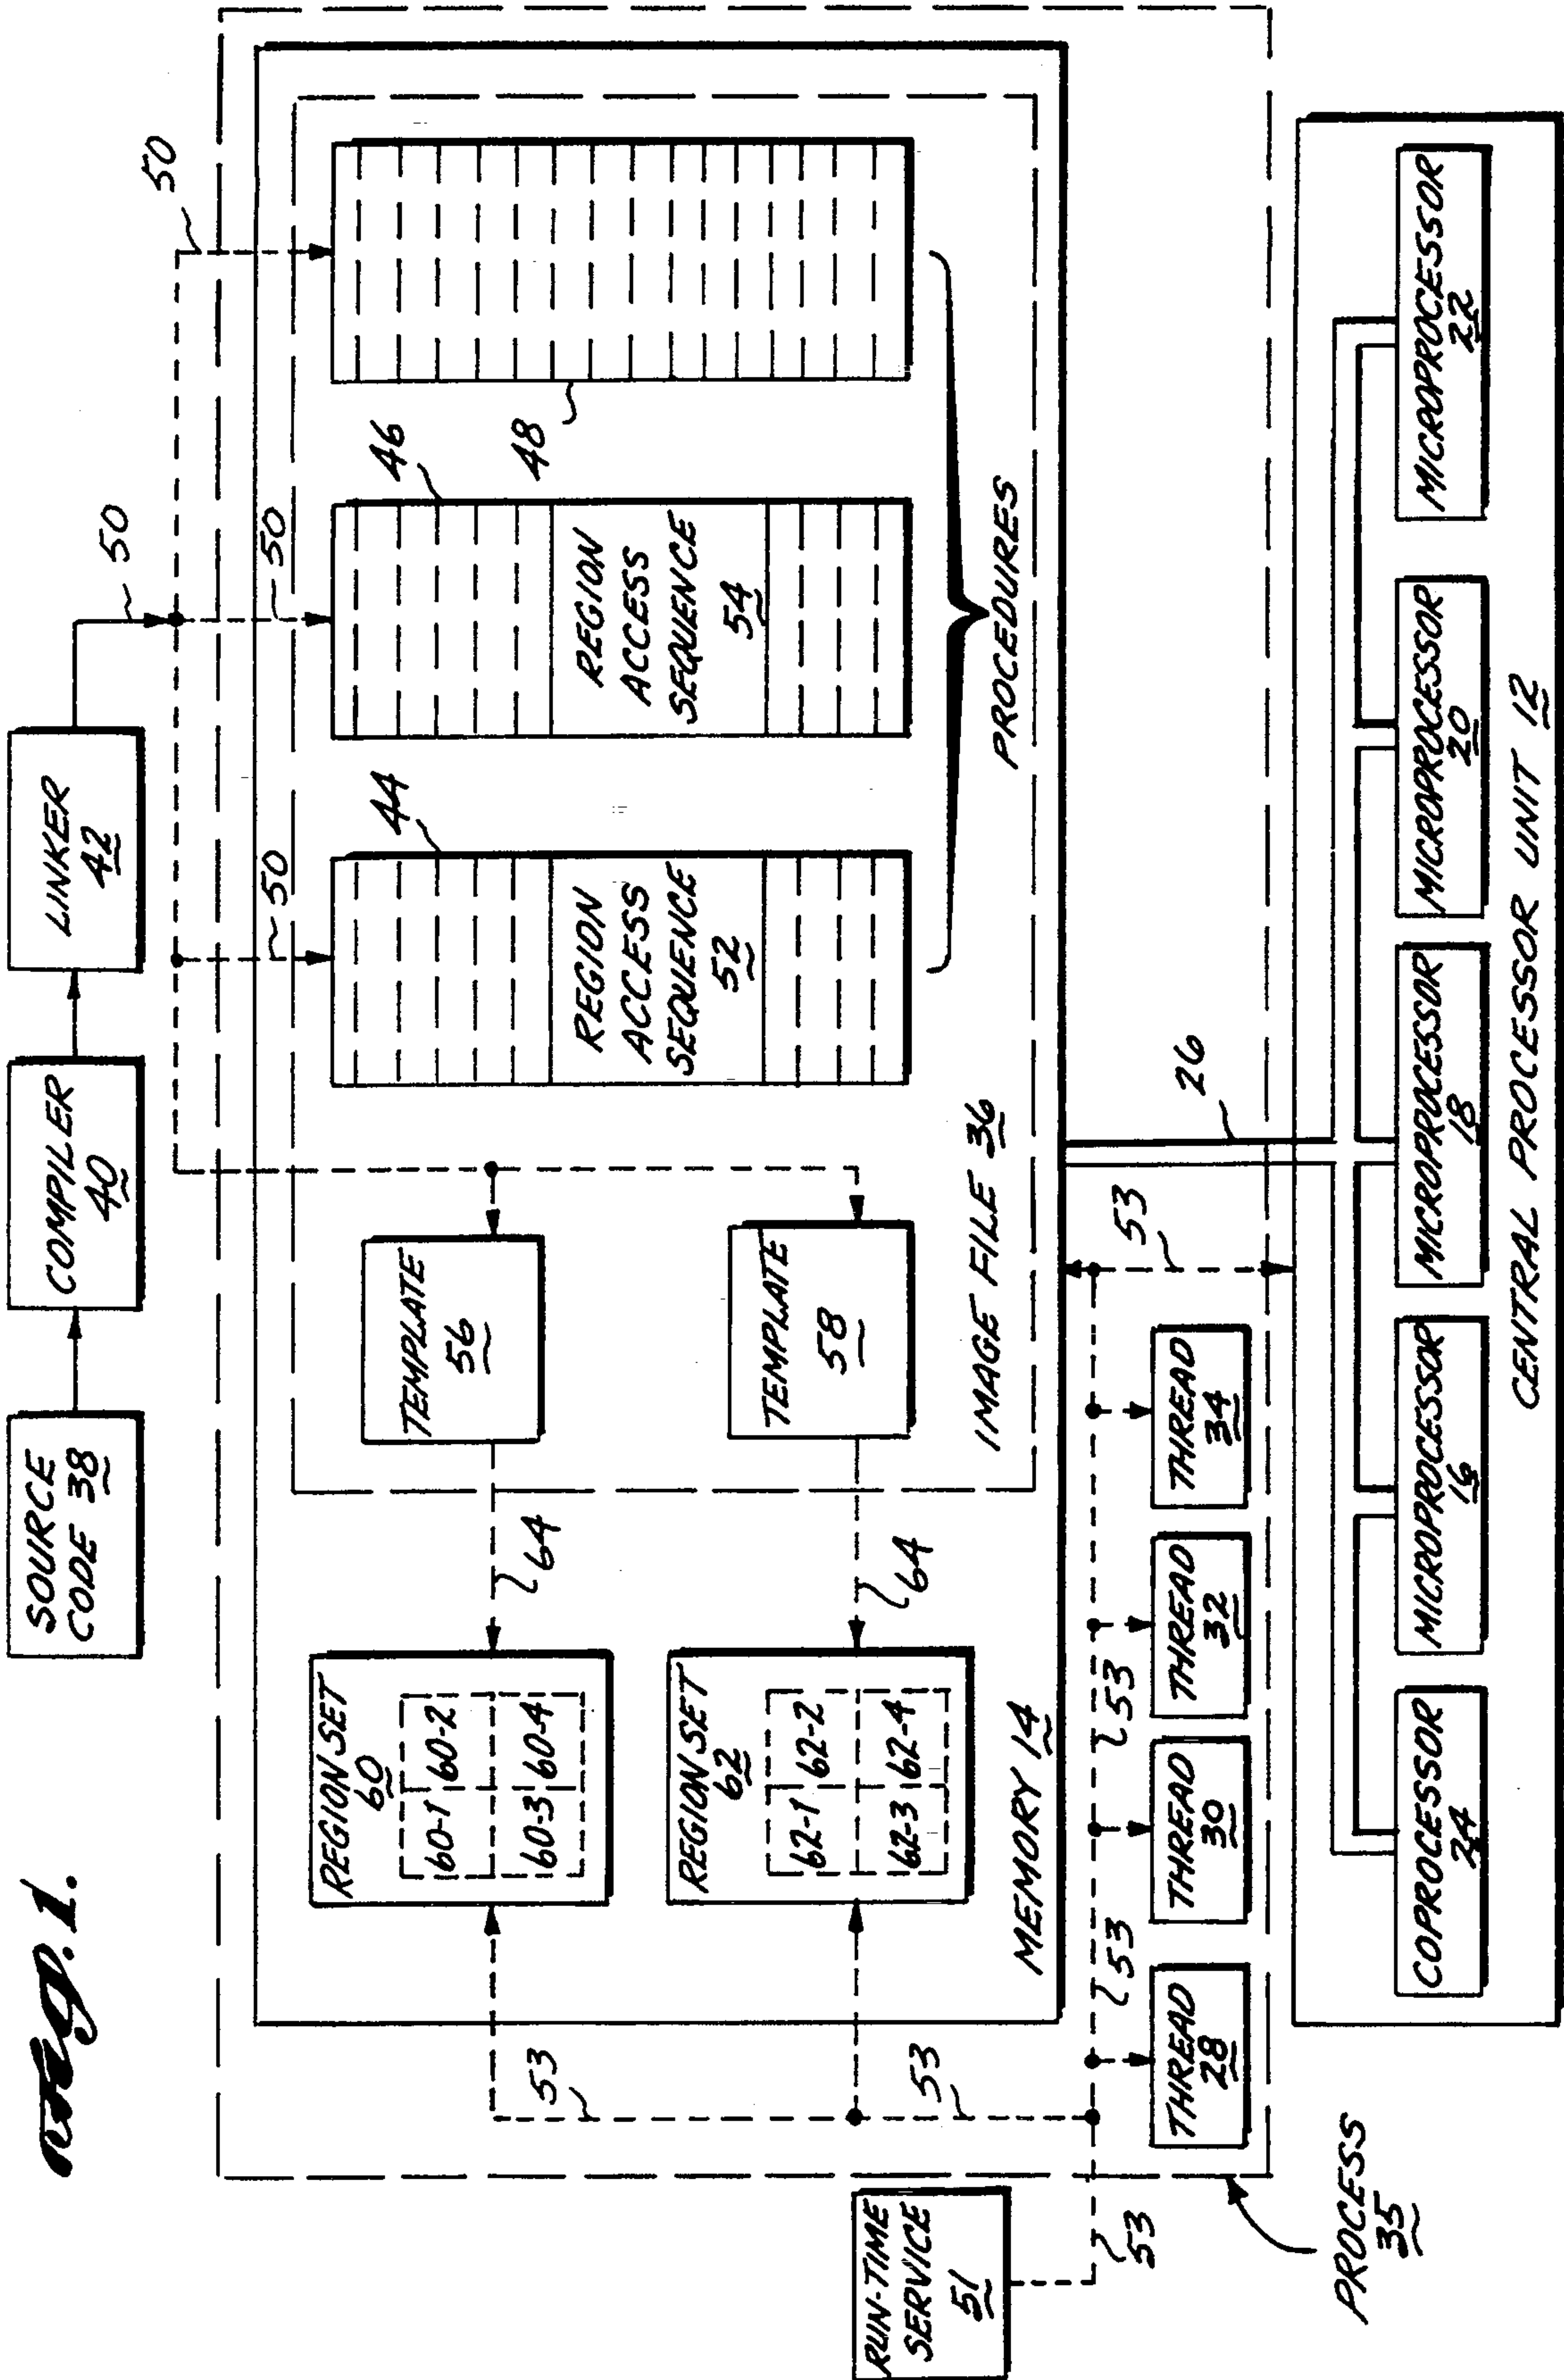 Fig. 1.
SOURCE
CODE 38
COMPILER
40
LINKER
42
50
50
50
50
RUN-TIME
SERVICE
51
53
53
53
PROCESS
35
REGION SET
60
60-1
60-2
60-3
60-4
REGION SET
62
62-1
62-2
62-3
62-4
64
64
MEMORY 14
TEMPLATE
56
TEMPLATE
58
IMAGE FILE 36
44
REGION
ACCESS
SEQUENCE
52
46
REGION
ACCESS
SEQUENCE
54
48
PROCEDURES
THREAD
28
53
THREAD
30
53
THREAD
32
THREAD
34
53
26
COPROCESSOR
24
MICROPROCESSOR
16
MICROPROCESSOR
18
MICROPROCESSOR
20
MICROPROCESSOR
22
CENTRAL PROCESSOR UNIT 12